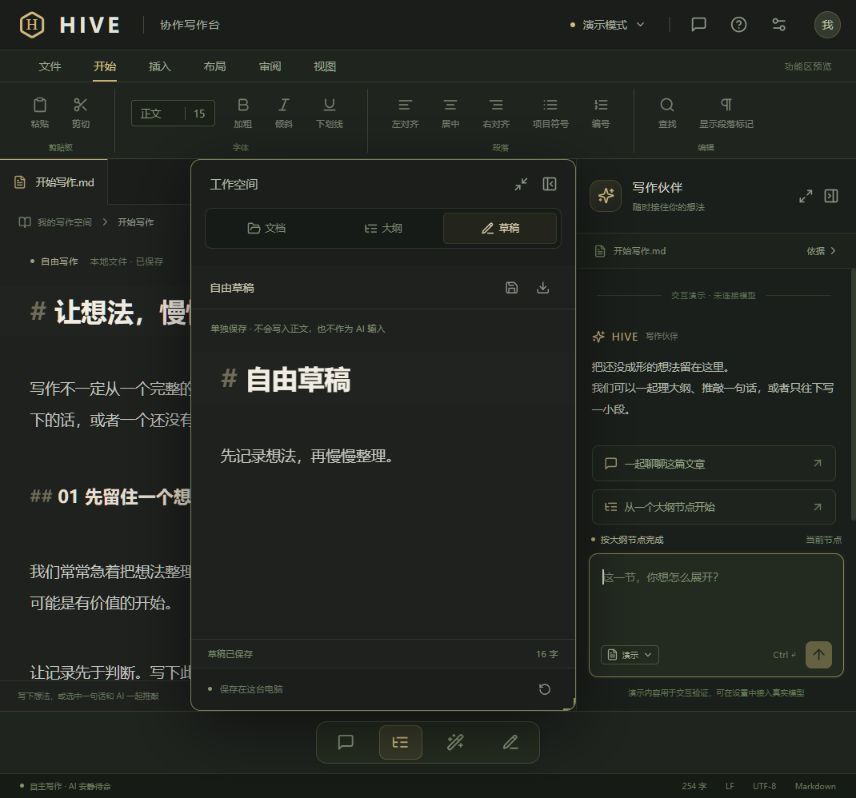 HIVE 协作写作台 演示模式 我
文件 开始 插入 布局 审阅 视图 功能区预览
正文 15
粘贴 剪切 加粗 倾斜 下划线 左对齐 居中 右对齐 项目符号 编号 查找 显示段落标记
剪贴板 字体 段落 编辑
开始写作.md
我的写作空间 > 开始写作
自由写作 本地文件 · 已保存
# 让想法，慢慢
写作不一定从一个完整的
下的话，或者一个还没有
## 01 先留住一个想
我们常常急着把想法整理
可能是有价值的开始。
让记录先于判断。写下此
写下想法，或选中一句话和 AI 一起推敲
工作空间
文档 大纲 草稿
自由草稿
单独保存 · 不会写入正文，也不作为 AI 输入
# 自由草稿
先记录想法，再慢慢整理。
草稿已保存 16 字
保存在这台电脑
写作伙伴
随时接住你的想法
开始写作.md 依据 >
交互演示 · 未连接模型
HIVE 写作伙伴
把还没成形的想法留在这里。
我们可以一起理大纲、推敲一句话，或者只往下写
一小段。
一起聊聊这篇文章
从一个大纲节点开始
按大纲节点完成 当前节点
这一节，你想怎么展开？
演示 Ctrl ↵
演示内容用于交互验证，可在设置中接入真实模型
自主写作 · AI 安静待命 254 字 LF UTF-8 Markdown